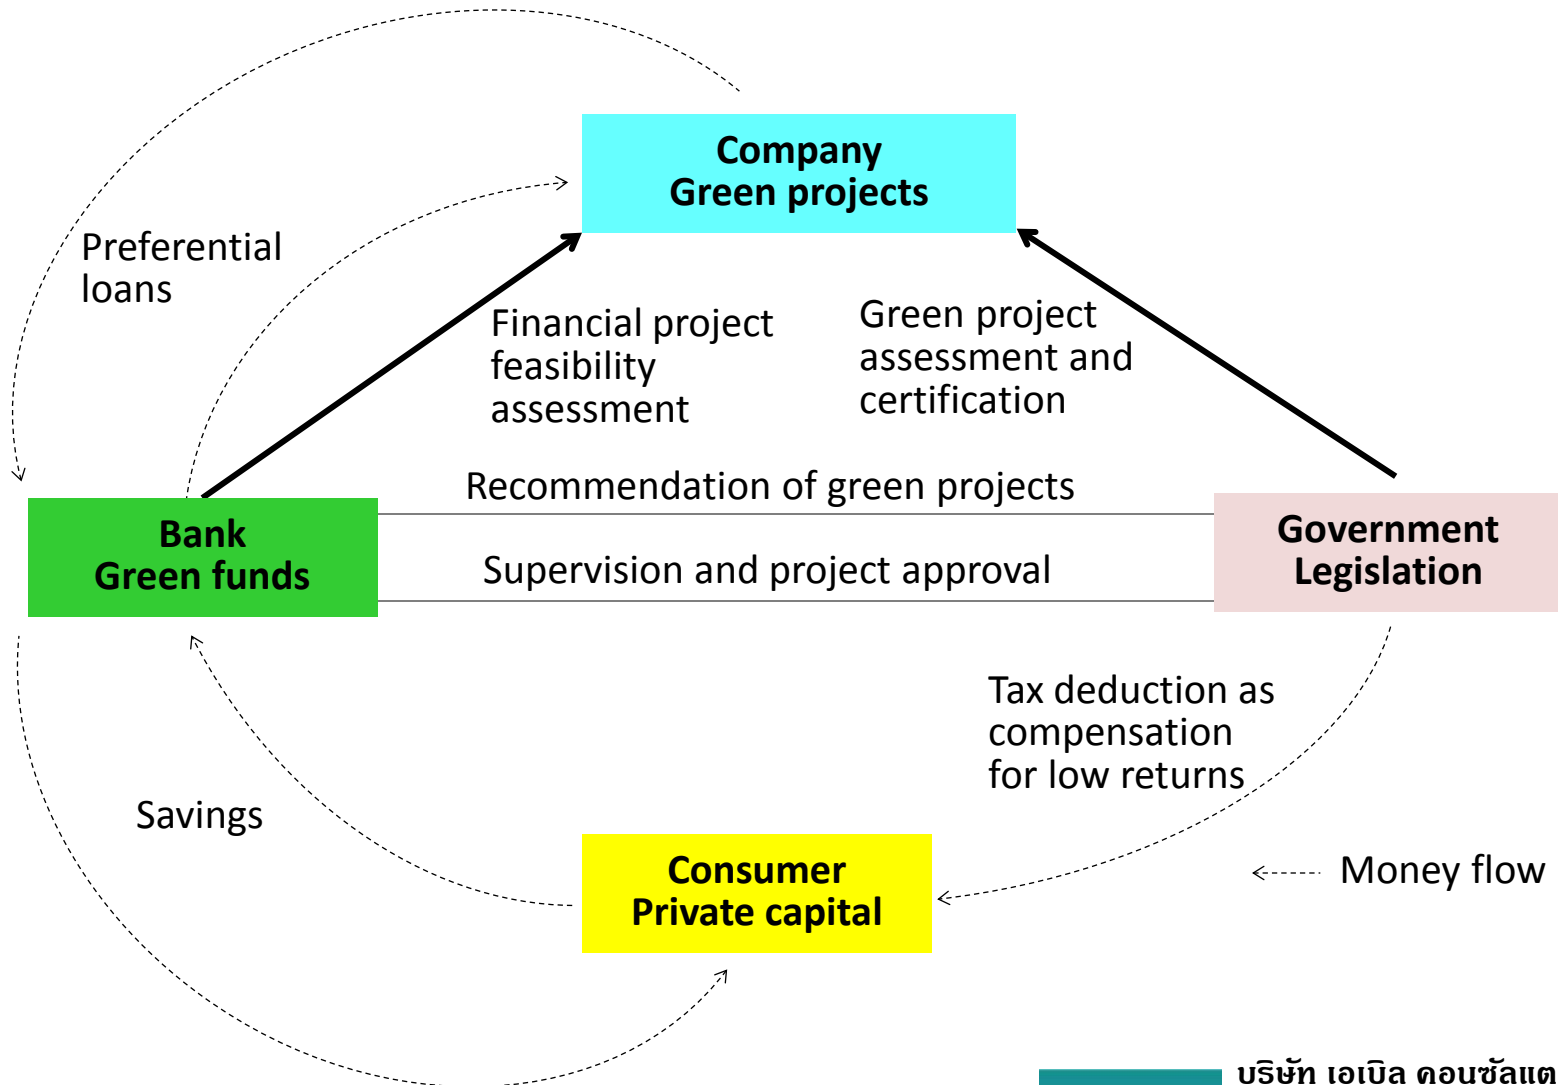 Company
Green projects
Preferential
loans
Financial project
feasibility
assessment
Green project
assessment and
certification
Recommendation of green projects
Bank
Green funds
Government
Legislation
Supervision and project approval
Tax deduction as
compensation
for low returns
Savings
Consumer
Private capital
Money flow
บริษัท เอเบิล คอนซัลแต